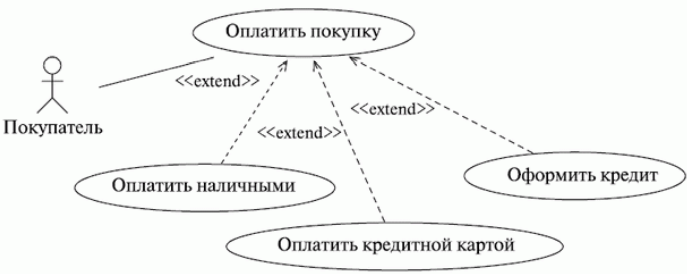 Оплатить покупку
<<extend>>
Покупатель
<<extend>>
<<extend>>
Оплатить наличными
Оформить кредит
Оплатить кредитной картой